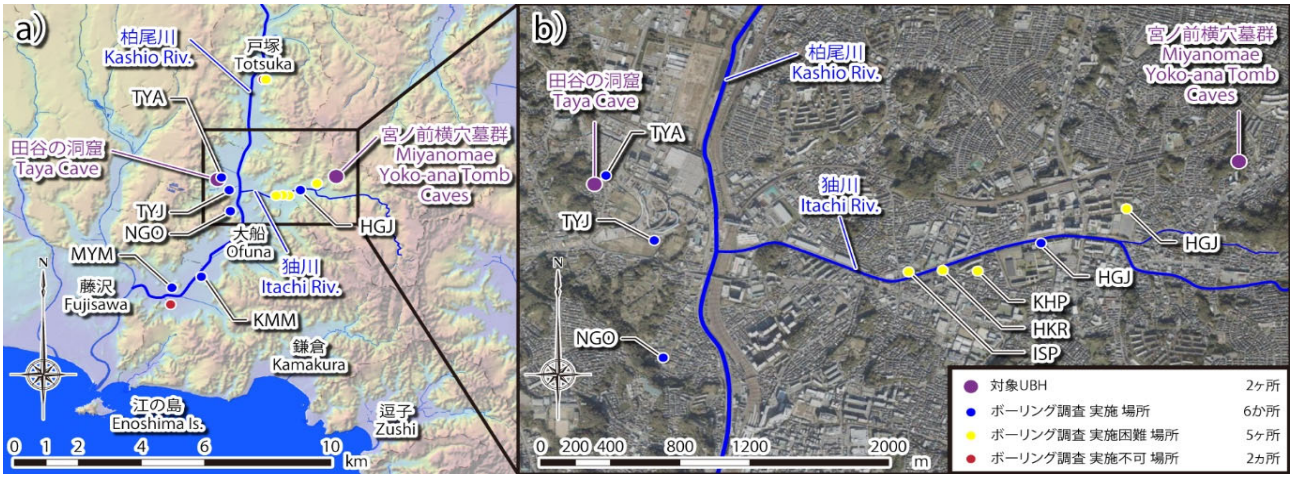 a)
柏尾川
Kashio Riv.
戸塚
Totsuka
TYA
田谷の洞窟
Taya Cave
宮ノ前横穴墓群
Miyanomae
Yoko-ana Tomb
Caves
TYJ
NGO
HGJ
大船
Ofuna
MYM
㹨川
Itachi Riv.
N
藤沢
Fujisawa
KMM
鎌倉
Kamakura
江の島
Enoshima Is.
逗子
Zushi
0 1 2 4 6 10
km
b)
柏尾川
Kashio Riv.
宮ノ前横穴墓群
Miyanomae
Yoko-ana Tomb
Caves
田谷の洞窟
Taya Cave
TYA
TYJ
㹨川
Itachi Riv.
HGJ
HGJ
KHP
HKR
ISP
NGO
N
0 200 400 800 1200 2000
m
対象UBH 2ヶ所
ボーリング調査 実施 場所 6か所
ボーリング調査 実施困難 場所 5ヶ所
ボーリング調査 実施不可 場所 2カ所